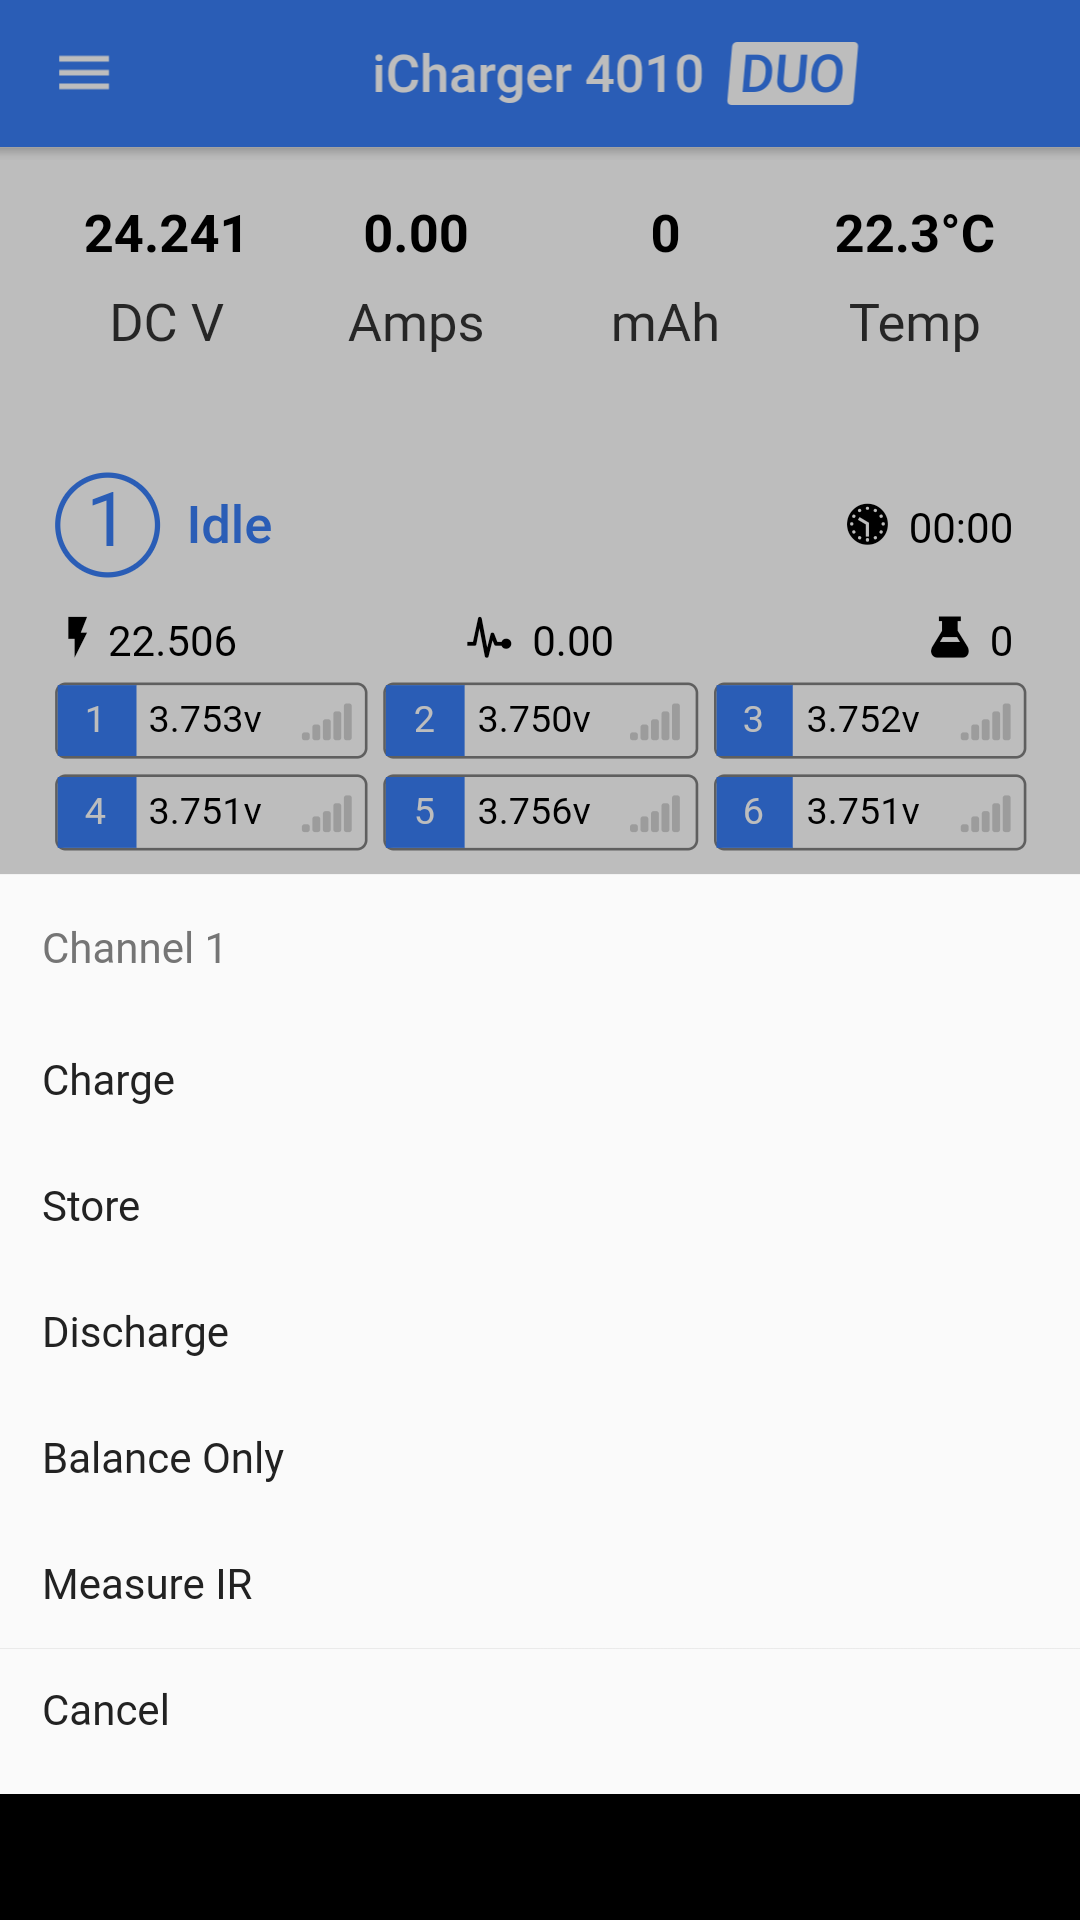 iCharger 4010 DUO
24.241 0.00 0 22.3°C
DC V Amps mAh Temp
1 Idle 00:00
22.506 0.00 0
1 3.753v 2 3.750v 3 3.752v
4 3.751v 5 3.756v 6 3.751v
Channel 1
Charge
Store
Discharge
Balance Only
Measure IR
Cancel